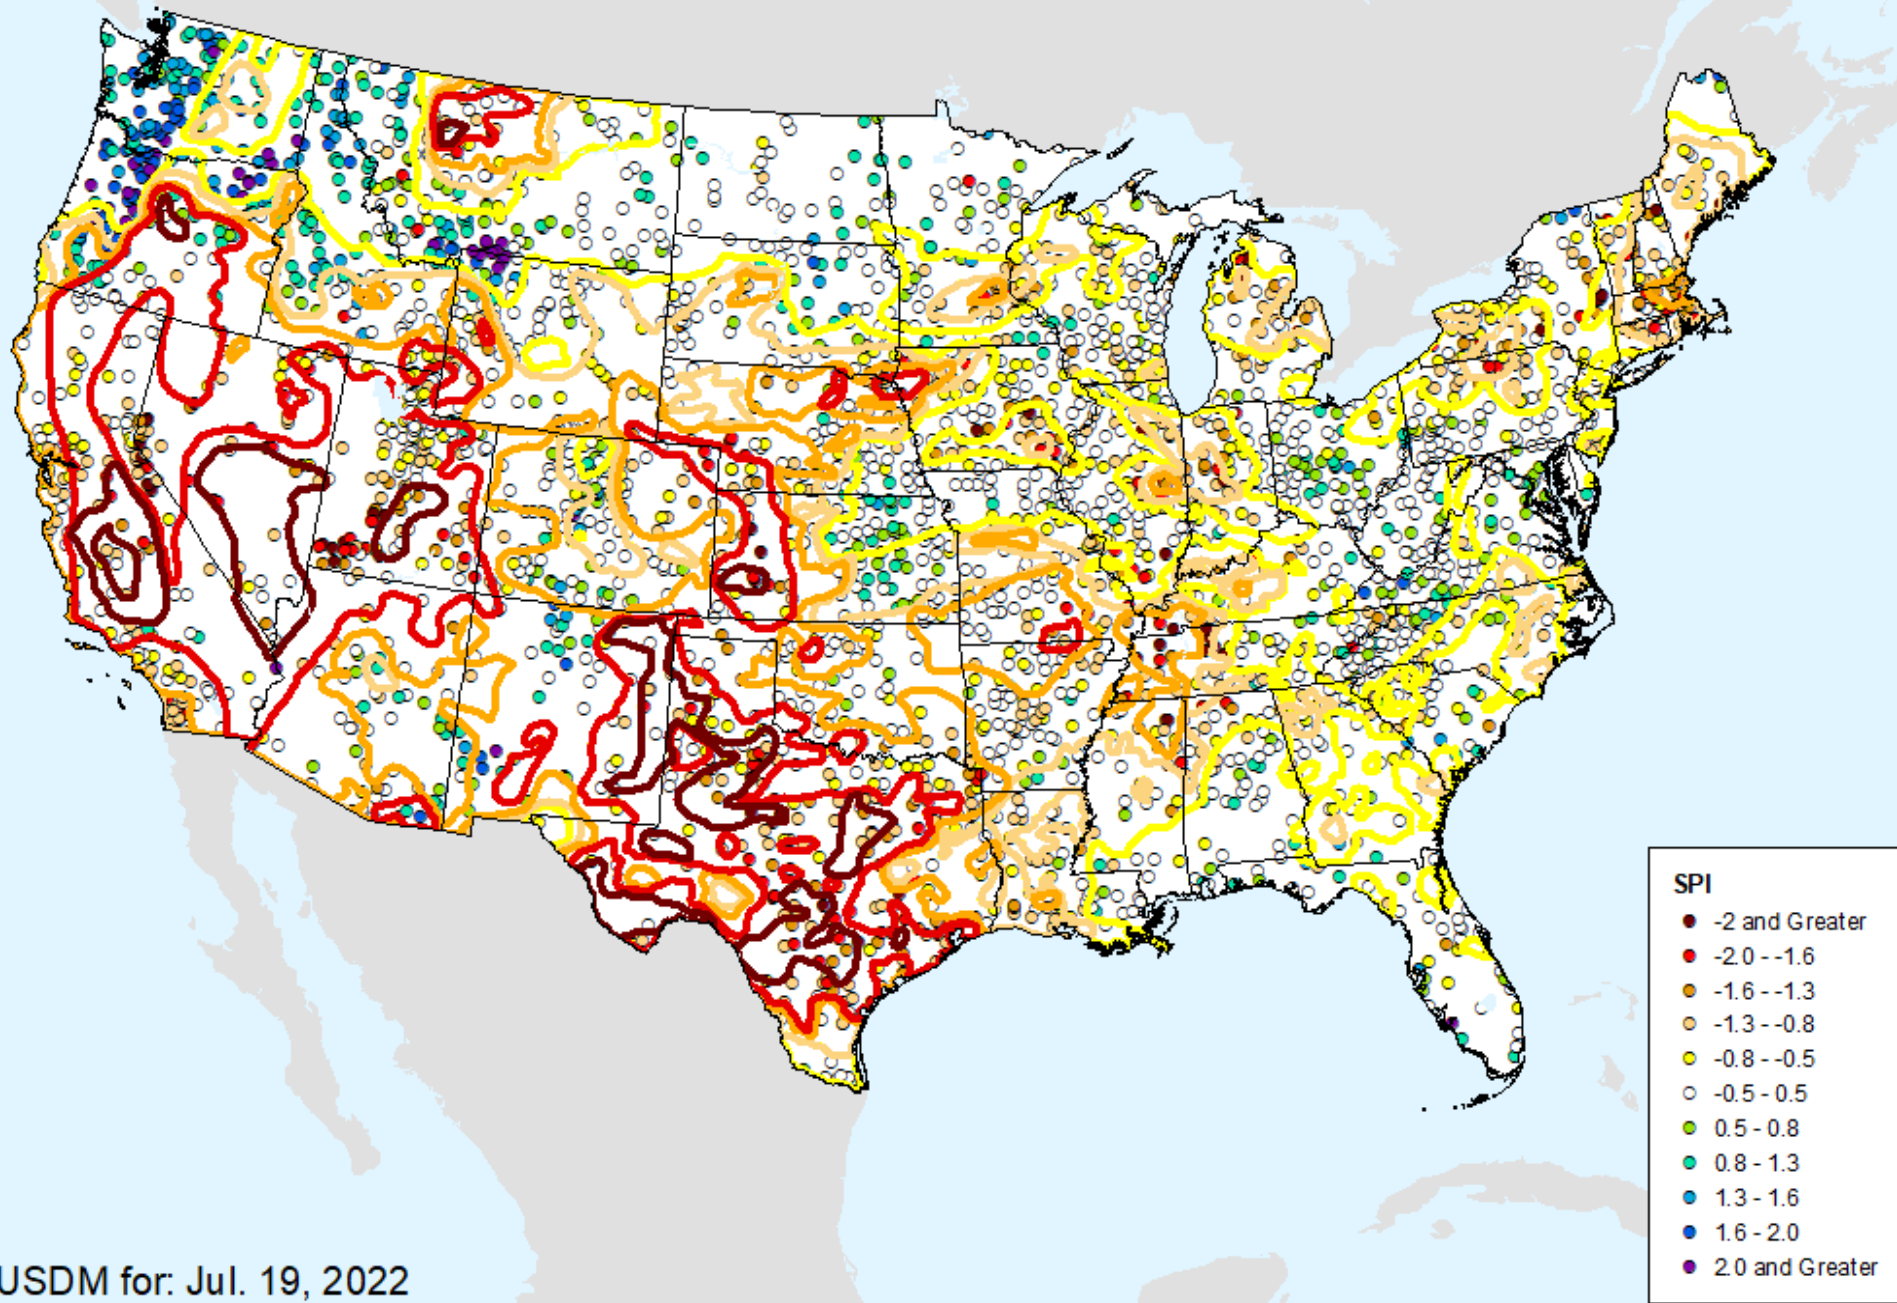 SPI
-2 and Greater
-2.0 - -1.6
-1.6 - -1.3
-1.3 - -0.8
-0.8 - -0.5
-0.5 - 0.5
0.5 - 0.8
0.8 - 1.3
1.3 - 1.6
1.6 - 2.0
2.0 and Greater
USDM for: Jul. 19, 2022